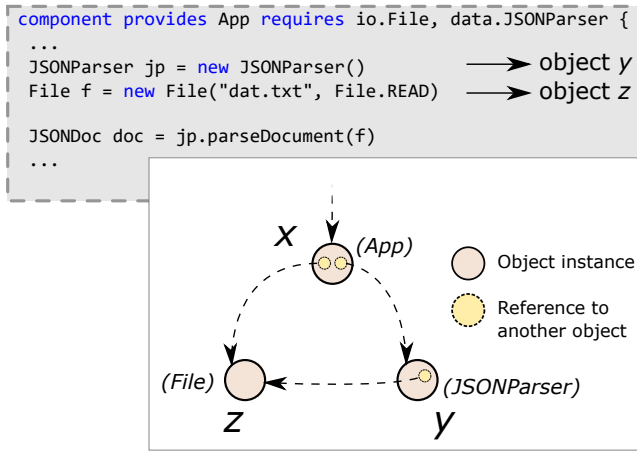 component provides App requires io.File, data.JSONParser {
...
JSONParser jp = new JSONParser()
object y
File f = new File("dat.txt", File.READ)
object z
JSONDoc doc = jp.parseDocument(f)
...
x
(App)
Object instance
Reference to
another object
(File)
(JSONParser)
z
y